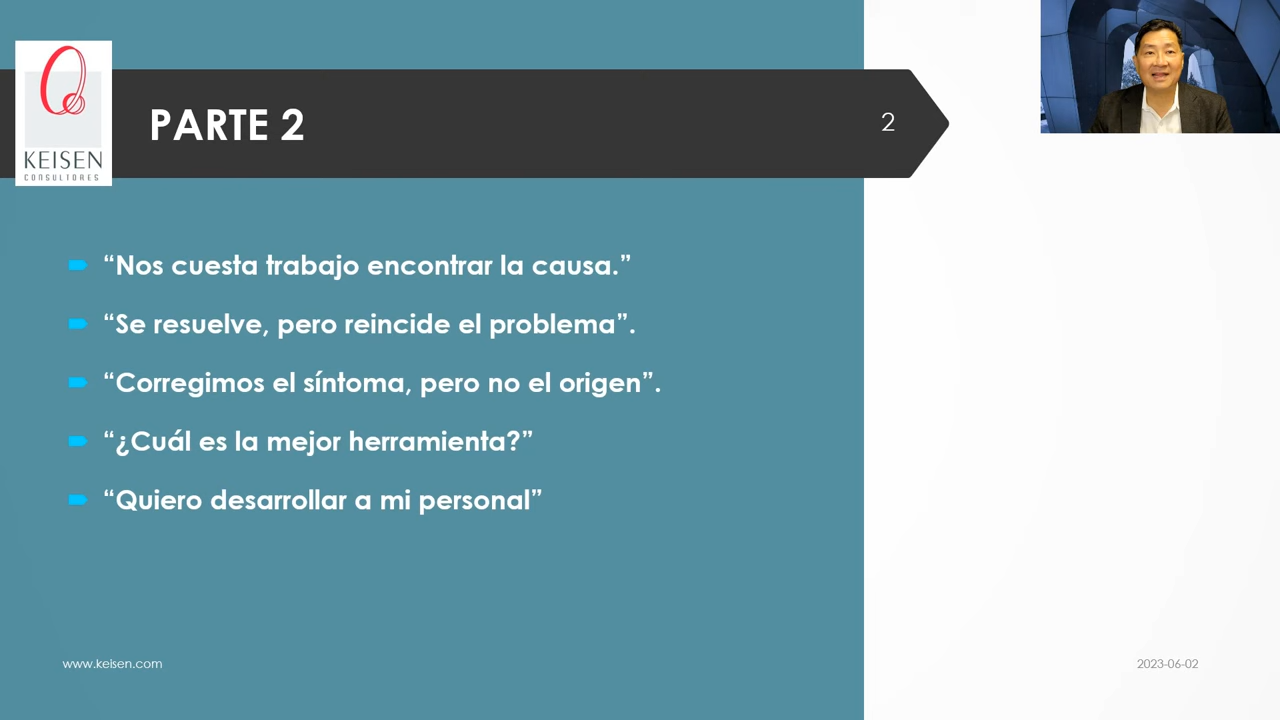 KEISEN
CONSULTORES
PARTE 2
2
“Nos cuesta trabajo encontrar la causa.”
“Se resuelve, pero reincide el problema”.
“Corregimos el síntoma, pero no el origen”.
“¿Cuál es la mejor herramienta?”
“Quiero desarrollar a mi personal”
www.keisen.com
2023-06-02